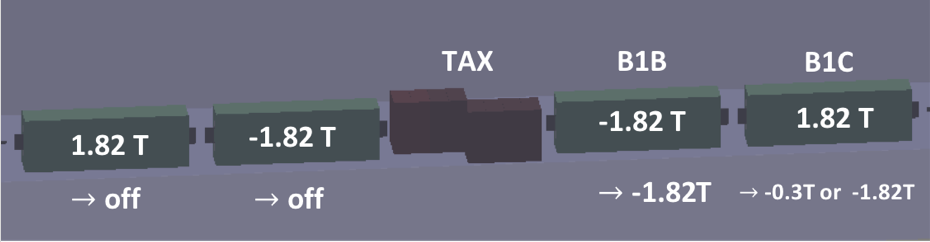 TAX B1B B1C
1.82 T -1.82 T -1.82 T 1.82 T
→ off → off → -1.82T → -0.3T or -1.82T